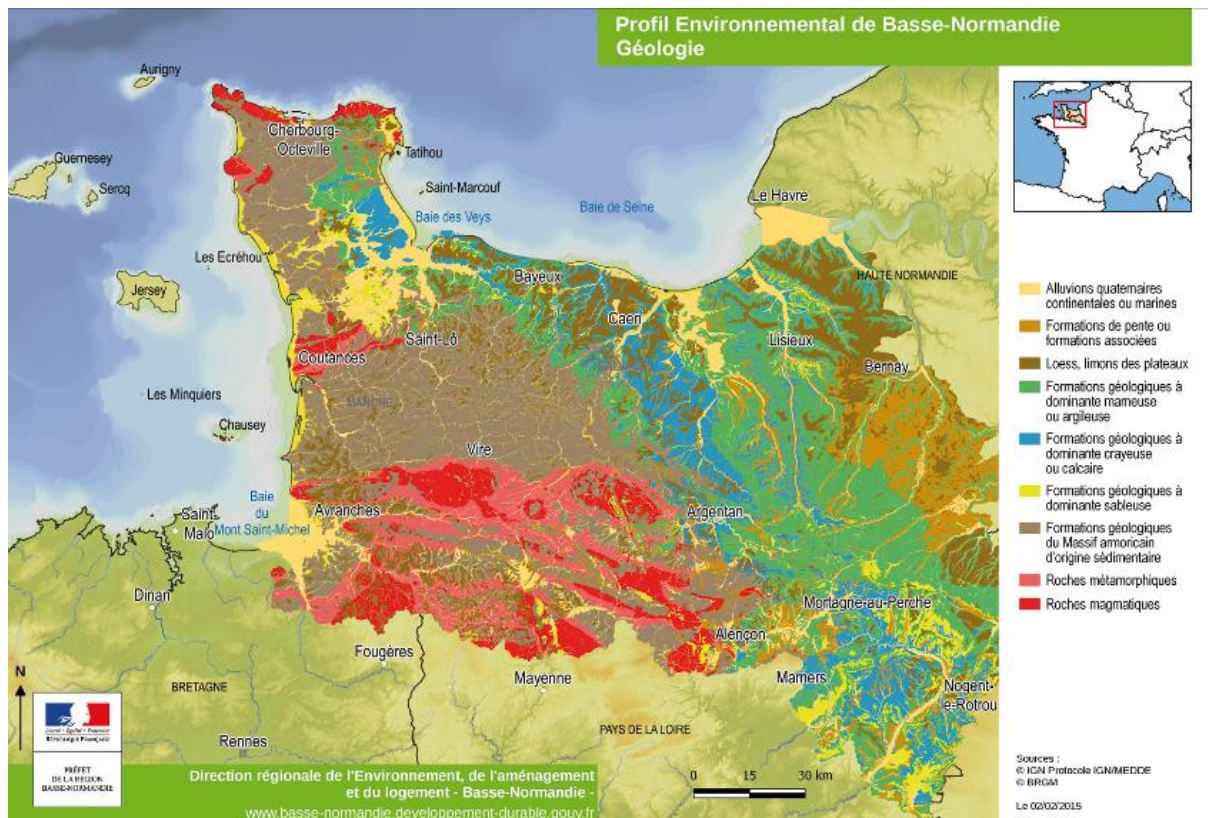 Profil Environnemental de Basse-Normandie
Géologie
Aurigny
Cherbourg-
Octeville
Tatihou
Guernesey
Sercq
Saint-Marcouf
Le Havre
Baie de Seine
Baie des Veys
Les Ecréhou
HAUTE NORMANDIE
Bayeux
Jersey
Caen
Saint-Lô
Lisieux
Coutances
Bernay
Les Minquiers
MANCHE
Chausey
Vire
Baie
du
Mont Saint-Michel
Avranches
Argentan
Saint-
Malo
Dinan
Mortagne-au-Perche
Alençon
Fougères
Mayenne
Mamers
Nogent-
le-Rotrou
BRETAGNE
PAYS DE LA LOIRE
Rennes
Alluvions quaternaires
continentales ou marines
Formations de pente ou
formations associées
Loess, limons des plateaux
Formations géologiques à
dominante marneuse
ou argileuse
Formations géologiques à
dominante crayeuse
ou calcaire
Formations géologiques à
dominante sableuse
Formations géologiques
du Massif armoricain
d'origine sédimentaire
Roches métamorphiques
Roches magmatiques
N
Liberté • Égalité • Fraternité
RÉPUBLIQUE FRANÇAISE
PRÉFET
DE LA RÉGION
BASSE-NORMANDIE
Direction régionale de l'Environnement, de l'aménagement
et du logement - Basse-Normandie -
www.basse-normandie.developpement-durable.gouv.fr
0 15 30 km
Sources :
© IGN Protocole IGN/MEDDE
© BRGM
Le 02/02/2015